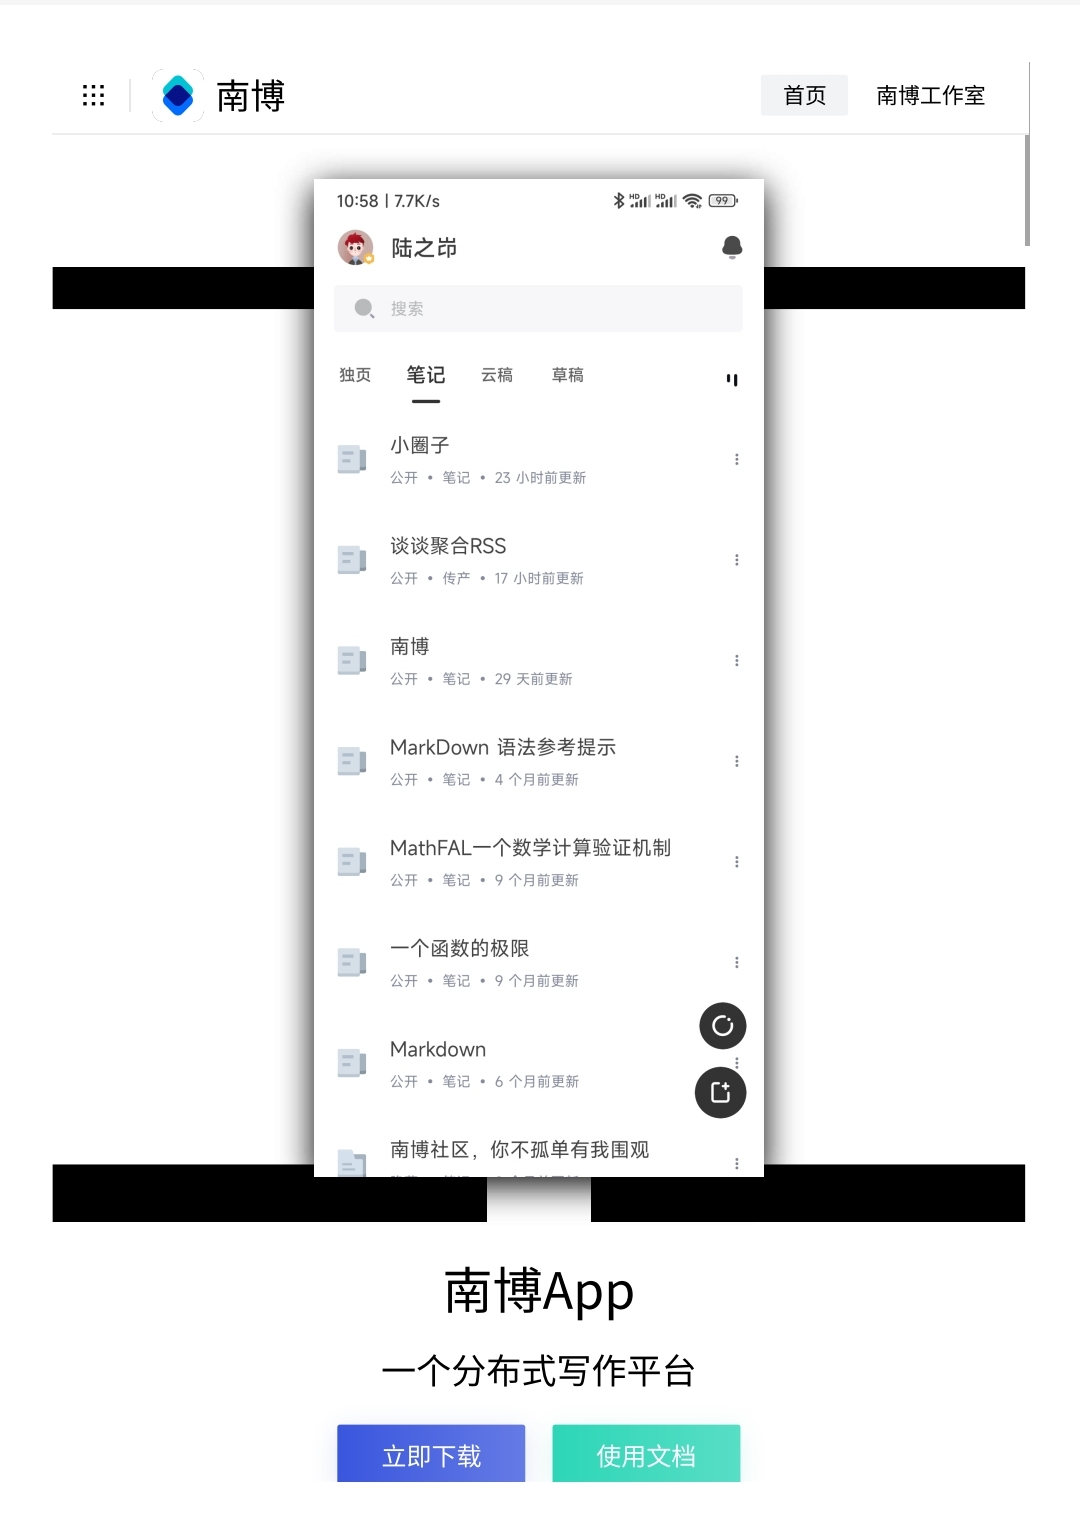 南博
首页
南博工作室
10:58 | 7.7K/s
HD HD 99
陆之峁
搜索
独页 笔记 云稿 草稿
小圈子
公开 • 笔记 • 23 小时前更新
谈谈聚合RSS
公开 • 传产 • 17 小时前更新
南博
公开 • 笔记 • 29 天前更新
MarkDown 语法参考提示
公开 • 笔记 • 4 个月前更新
MathFAL一个数学计算验证机制
公开 • 笔记 • 9 个月前更新
一个函数的极限
公开 • 笔记 • 9 个月前更新
Markdown
公开 • 笔记 • 6 个月前更新
南博社区，你不孤单有我围观
南博App
一个分布式写作平台
立即下载
使用文档